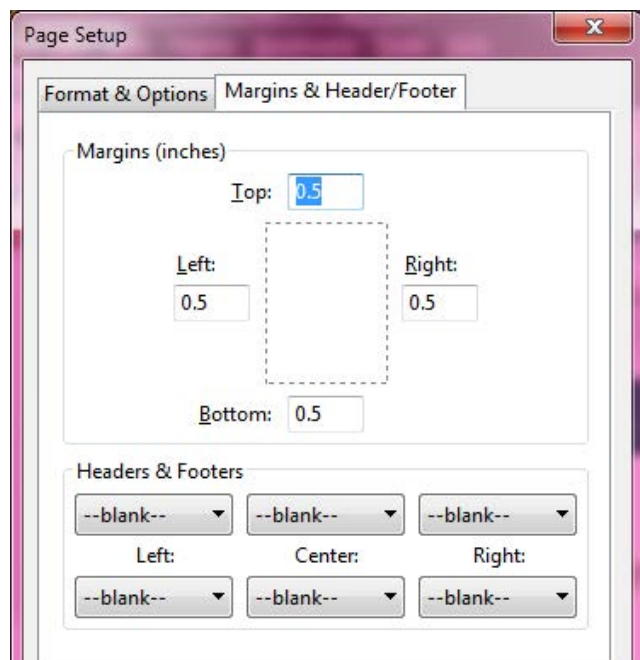 Page Setup
Format & Options Margins & Header/Footer
Margins (inches)
Top: 0.5
Left: Right:
0.5 0.5
Bottom: 0.5
Headers & Footers
--blank-- --blank-- --blank--
Left: Center: Right:
--blank-- --blank-- --blank--